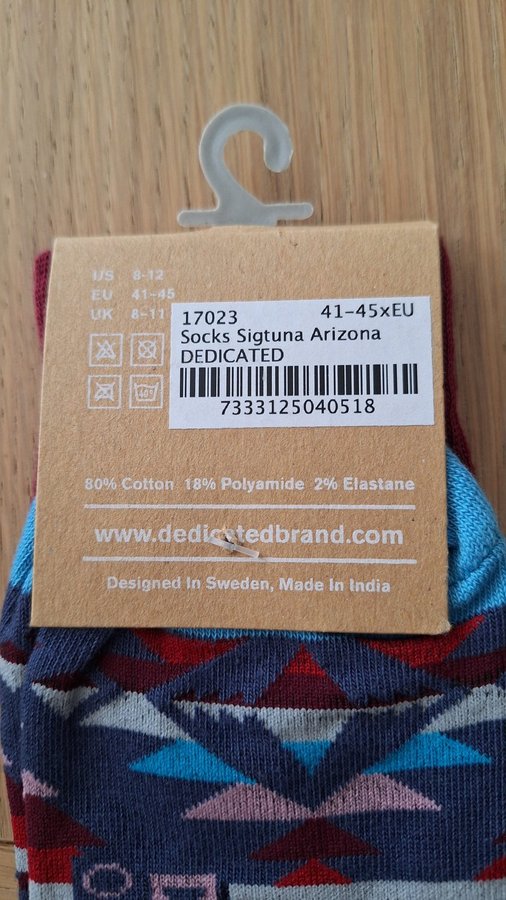 US 8-12
EU 41-45
UK 8-11
17023 41-45xEU
Socks Sigtuna Arizona
DEDICATED
7333125040518
40°
80% Cotton 18% Polyamide 2% Elastane
www.dedicatedbrand.com
Designed In Sweden, Made In India